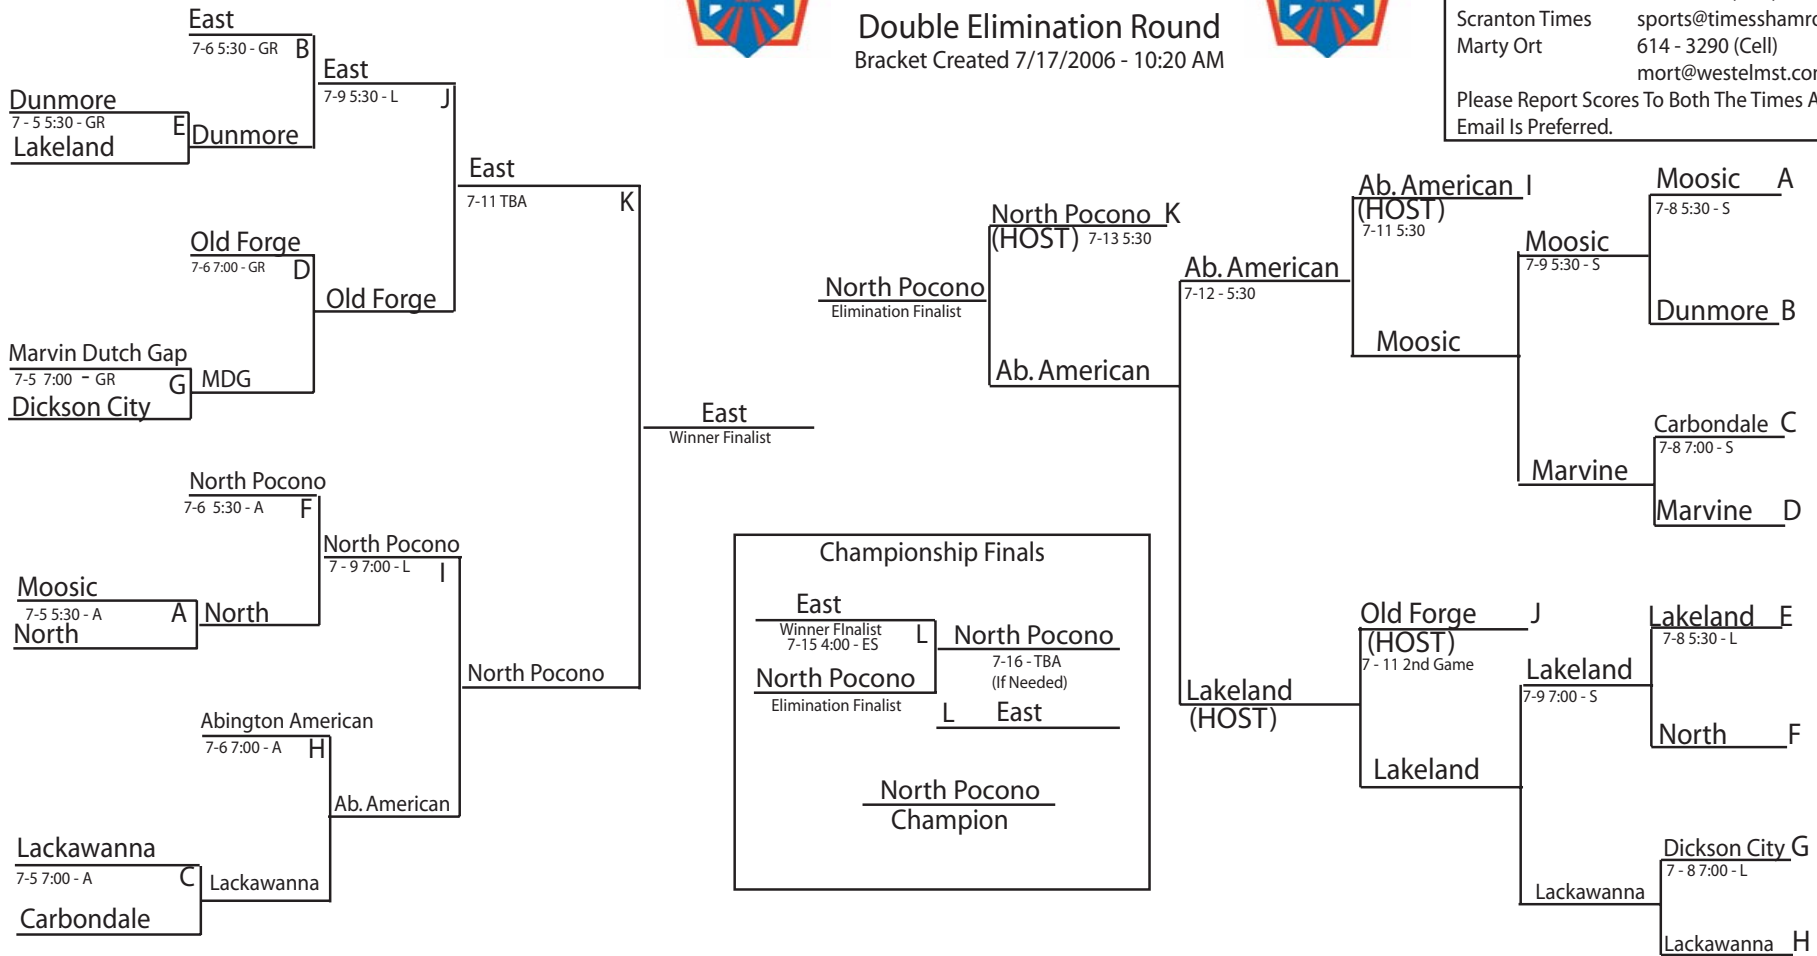 Double Elimination Round
Bracket Created 7/17/2006 - 10:20 AM
Scranton Times sports@timesshamro
Marty Ort 614 - 3290 (Cell)
mort@westelmst.com
Please Report Scores To Both The Times A
Email Is Preferred.
East
7-6 5:30 - GR B
East
7-9 5:30 - L J
Dunmore
7 - 5 5:30 - GR E
Dunmore
Lakeland
East
7-11 TBA K
Old Forge
7-6 7:00 - GR D
Old Forge
Marvin Dutch Gap
7-5 7:00 - GR G
MDG
Dickson City
East
Winner Finalist
North Pocono
7-6 5:30 - A F
North Pocono
7 - 9 7:00 - L I
Moosic
7-5 5:30 - A A
North
North
North Pocono
Abington American
7-6 7:00 - A H
Ab. American
Lackawanna
7-5 7:00 - A C
Lackawanna
Carbondale
North Pocono
Elimination Finalist
North Pocono K
(HOST) 7-13 5:30
Ab. American
Ab. American
7-12 - 5:30
Ab. American I
(HOST)
7-11 5:30
Moosic
Moosic
7-9 5:30 - S
Moosic A
7-8 5:30 - S
Dunmore B
Marvine
Carbondale C
7-8 7:00 - S
Marvine D
Lakeland
(HOST)
Old Forge J
(HOST)
7 - 11 2nd Game
Lakeland
Lakeland
7-9 7:00 - S
Lakeland E
7-8 5:30 - L
North F
Lackawanna
Dickson City G
7 - 8 7:00 - L
Lackawanna H
Championship Finals
East
Winner FInalist
7-15 4:00 - ES L
North Pocono
7-16 - TBA
(If Needed)
North Pocono
Elimination Finalist
L East
North Pocono
Champion